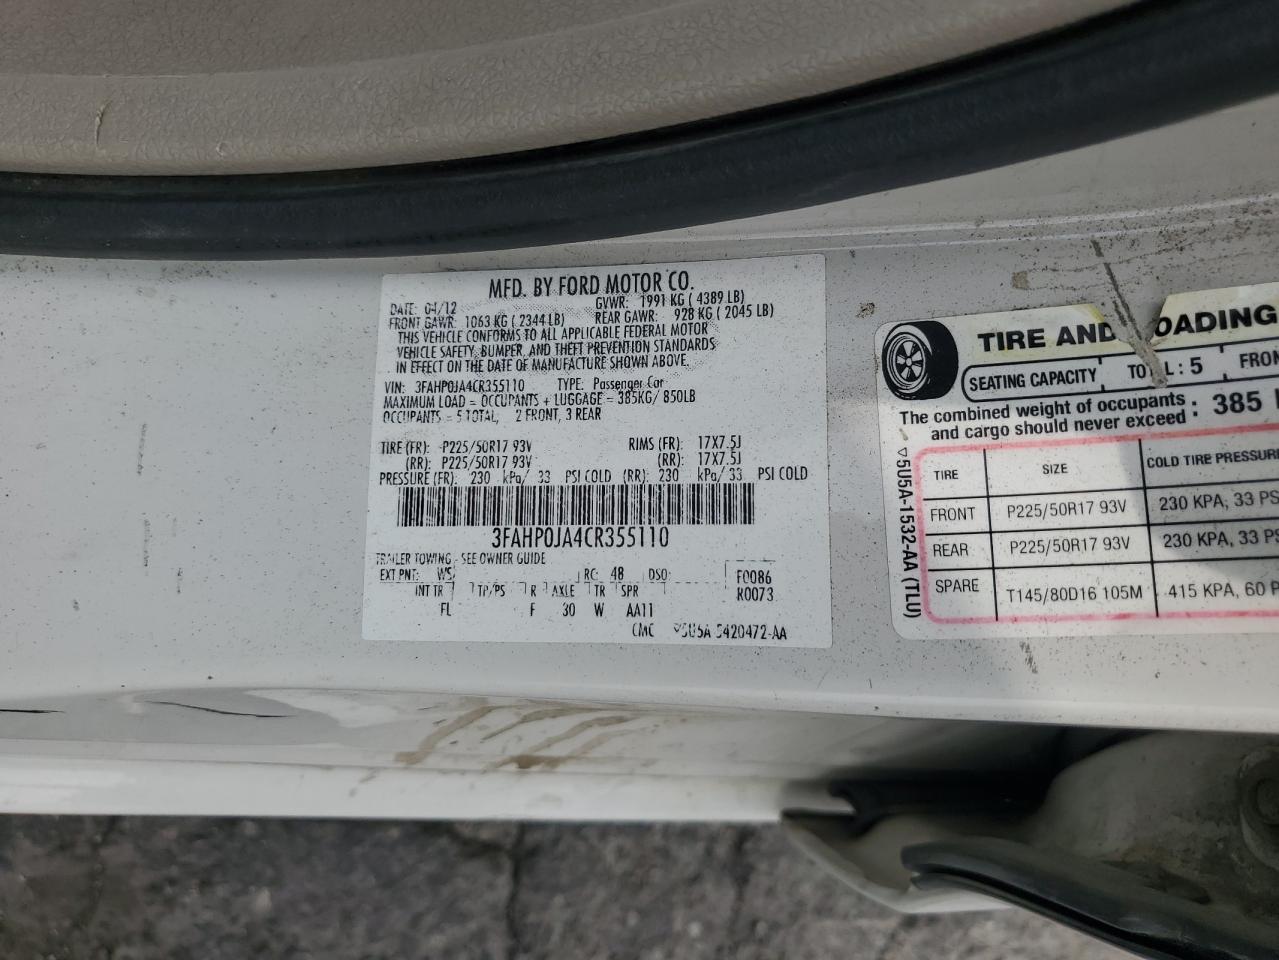 MFD. BY FORD MOTOR CO.
DATE: 04/12 GVWR: 1991 KG ( 4389 LB)
FRONT GAWR: 1063 KG ( 2344 LB) REAR GAWR: 928 KG ( 2045 LB)
THIS VEHICLE CONFORMS TO ALL APPLICABLE FEDERAL MOTOR
VEHICLE SAFETY, BUMPER, AND THEFT PREVENTION STANDARDS
IN EFFECT ON THE DATE OF MANUFACTURE SHOWN ABOVE.
VIN: 3FAHP0JA4CR355110 TYPE: Passenger Car
MAXIMUM LOAD = OCCUPANTS + LUGGAGE = 385KG/ 850LB
OCCUPANTS = 5 TOTAL, 2 FRONT, 3 REAR
TIRE (FR): P225/50R17 93V RIMS (FR): 17X7.5J
(RR): P225/50R17 93V (RR): 17X7.5J
PRESSURE (FR): 230 kPa/ 33 PSI COLD (RR): 230 kPa/ 33 PSI COLD
3FAHP0JA4CR355110
TRAILER TOWING - SEE OWNER GUIDE
EXT PNT: WS RC: 48 DSO: F0086
R0073
INT TR TP/PS R AXLE TR SPR
FL F 30 W AA11
CMC 5U5A 5420472-AA
TIRE AND OADING
SEATING CAPACITY TO L : 5 FRON
The combined weight of occupants
and cargo should never exceed : 385
TIRE SIZE COLD TIRE PRESSURE
FRONT P225/50R17 93V 230 KPA, 33 PS
REAR P225/50R17 93V 230 KPA, 33 PS
SPARE T145/80D16 105M 415 KPA, 60 P
5U5A-1532-AA (TLU)